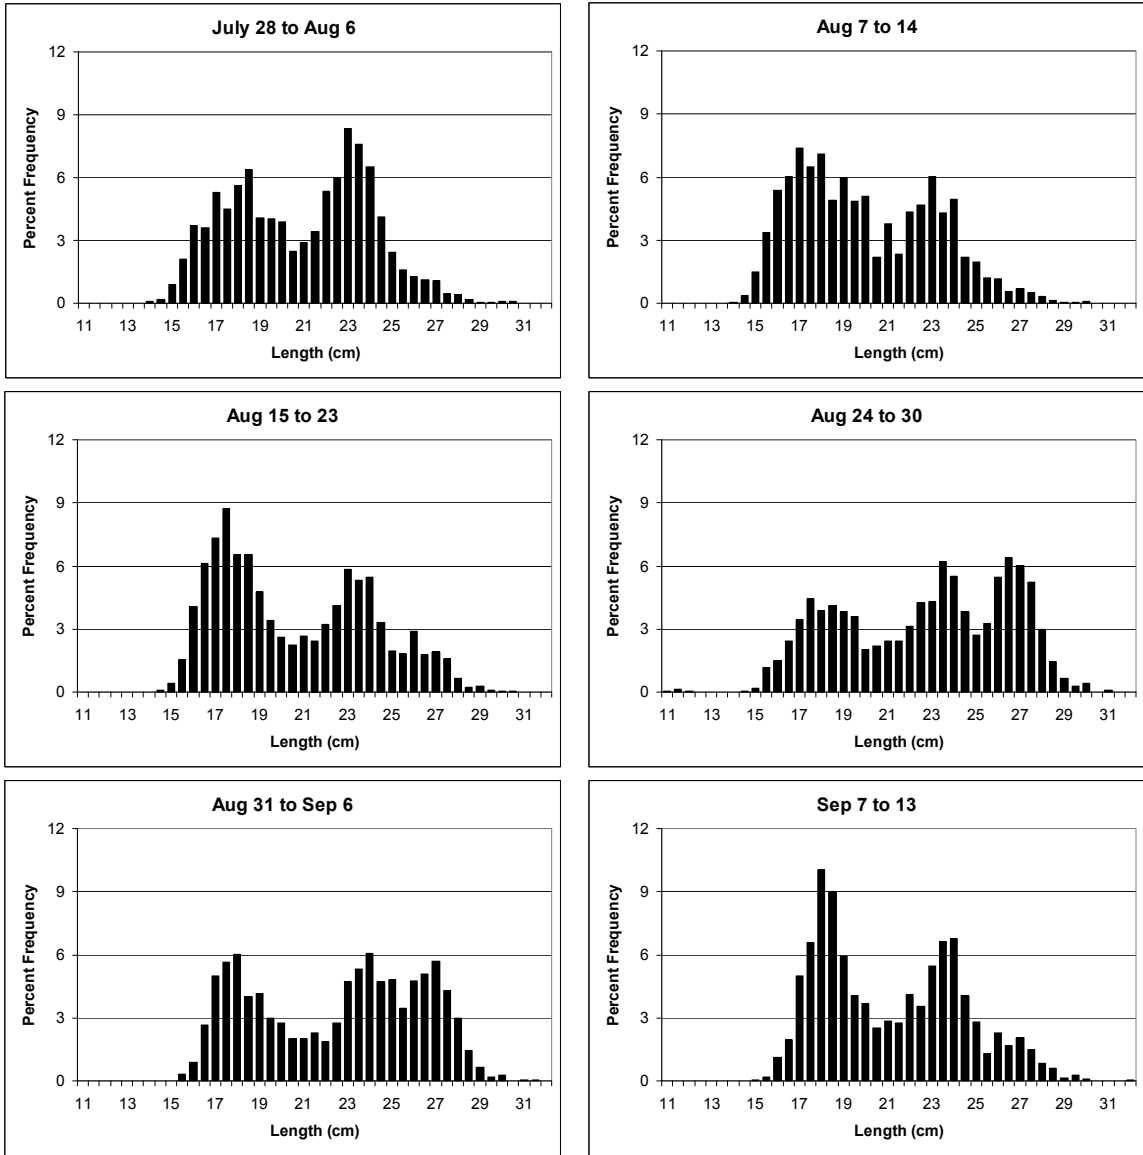 July 28 to Aug 6
12
9
6
3
0
Percent Frequency
11 13 15 17 19 21 23 25 27 29 31
Length (cm)
Aug 7 to 14
12
9
6
3
0
Percent Frequency
11 13 15 17 19 21 23 25 27 29 31
Length (cm)
Aug 15 to 23
12
9
6
3
0
Percent Frequency
11 13 15 17 19 21 23 25 27 29 31
Length (cm)
Aug 24 to 30
12
9
6
3
0
Percent Frequency
11 13 15 17 19 21 23 25 27 29 31
Length (cm)
Aug 31 to Sep 6
12
9
6
3
0
Percent Frequency
11 13 15 17 19 21 23 25 27 29 31
Length (cm)
Sep 7 to 13
12
9
6
3
0
Percent Frequency
11 13 15 17 19 21 23 25 27 29 31
Length (cm)